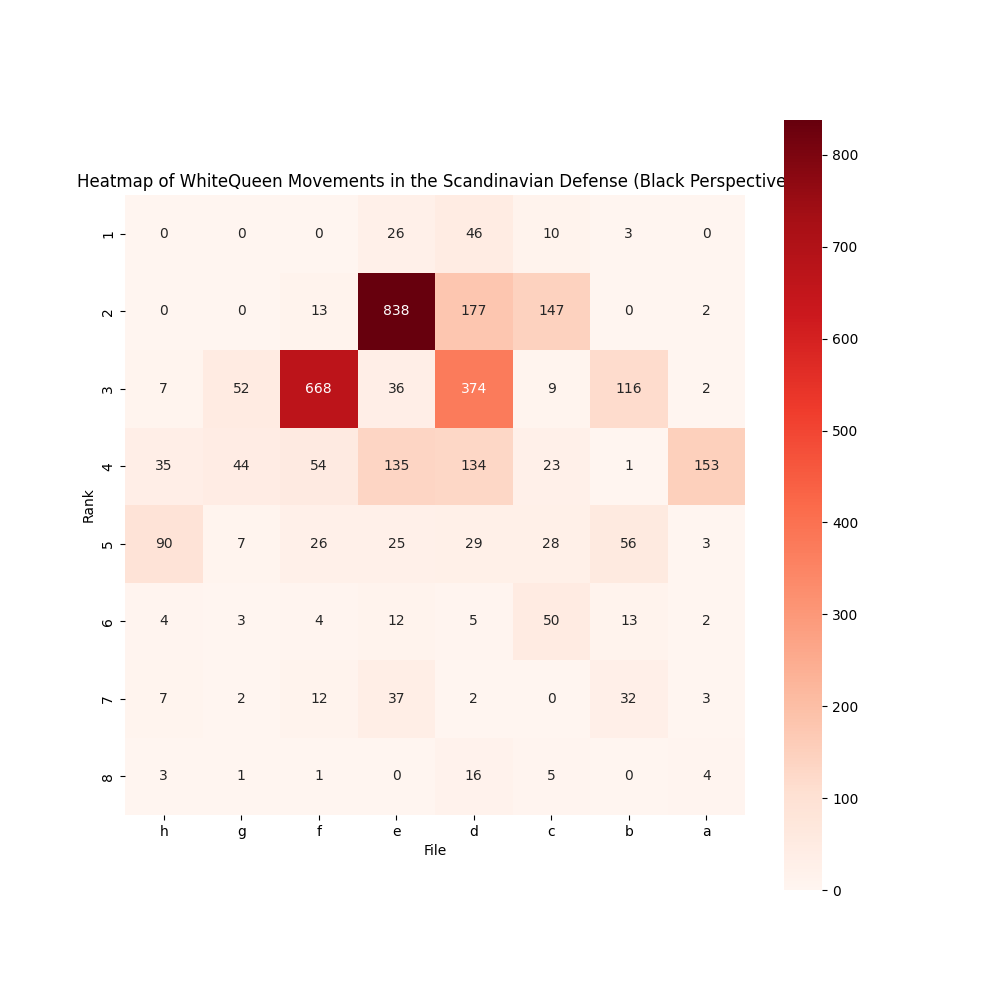 Heatmap of WhiteQueen Movements in the Scandinavian Defense (Black Perspective
800
700
600
500
400
300
200
100
0
Rank
1 0 0 0 26 46 10 3 0
2 0 0 13 838 177 147 0 2
3 7 52 668 36 374 9 116 2
4 35 44 54 135 134 23 1 153
5 90 7 26 25 29 28 56 3
6 4 3 4 12 5 50 13 2
7 7 2 12 37 2 0 32 3
8 3 1 1 0 16 5 0 4
h g f e d c b a
File